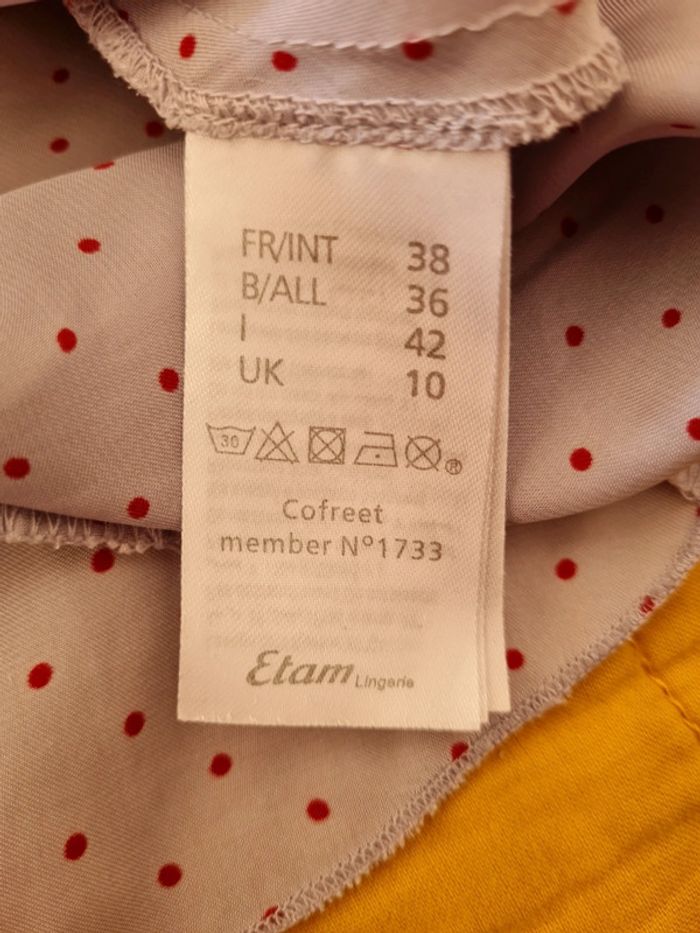 FR/INT 38
B/ALL 36
I 42
UK 10
30 ®
Cofreet
member N°1733
Etam Lingerie